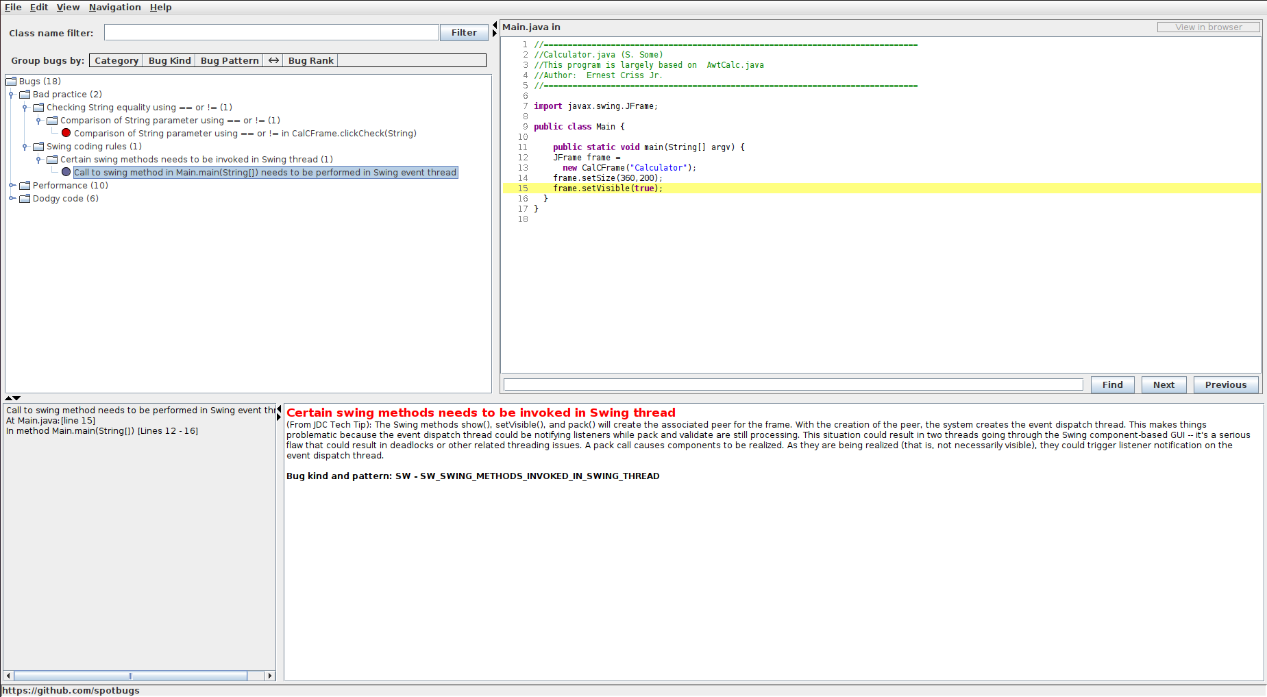 File Edit View Navigation Help
Class name filter:
Filter
Group bugs by: Category Bug Kind Bug Pattern ↔ Bug Rank
Bugs (18)
Bad practice (2)
Checking String equality using == or != (1)
Comparison of String parameter using == or != (1)
Comparison of String parameter using == or != in CalCFrame.clickCheck(String)
Swing coding rules (1)
Certain swing methods needs to be invoked in Swing thread (1)
Call to swing method in Main.main(String[]) needs to be performed in Swing event thread
Performance (10)
Dodgy code (6)
Main.java in
View in browser
1 //==============================================================================
2 //Calculator.java (S. Some)
3 //This program is largely based on  AwtCalc.java
4 //Author:  Ernest Criss Jr.
5 //==============================================================================
6
7 import javax.swing.JFrame;
8
9 public class Main {
10
11     public static void main(String[] argv) {
12     JFrame frame =
13       new CalCFrame("Calculator");
14     frame.setSize(360,200);
15     frame.setVisible(true);
16   }
17 }
18
Find Next Previous
Call to swing method needs to be performed in Swing event thr
At Main.java:[line 15]
In method Main.main(String[]) [Lines 12 - 16]
Certain swing methods needs to be invoked in Swing thread
(From JDC Tech Tip): The Swing methods show(), setVisible(), and pack() will create the associated peer for the frame. With the creation of the peer, the system creates the event dispatch thread. This makes things
problematic because the event dispatch thread could be notifying listeners while pack and validate are still processing. This situation could result in two threads going through the Swing component-based GUI -- it's a serious
flaw that could result in deadlocks or other related threading issues. A pack call causes components to be realized. As they are being realized (that is, not necessarily visible), they could trigger listener notification on the
event dispatch thread.
Bug kind and pattern: SW - SW_SWING_METHODS_INVOKED_IN_SWING_THREAD
https://github.com/spotbugs